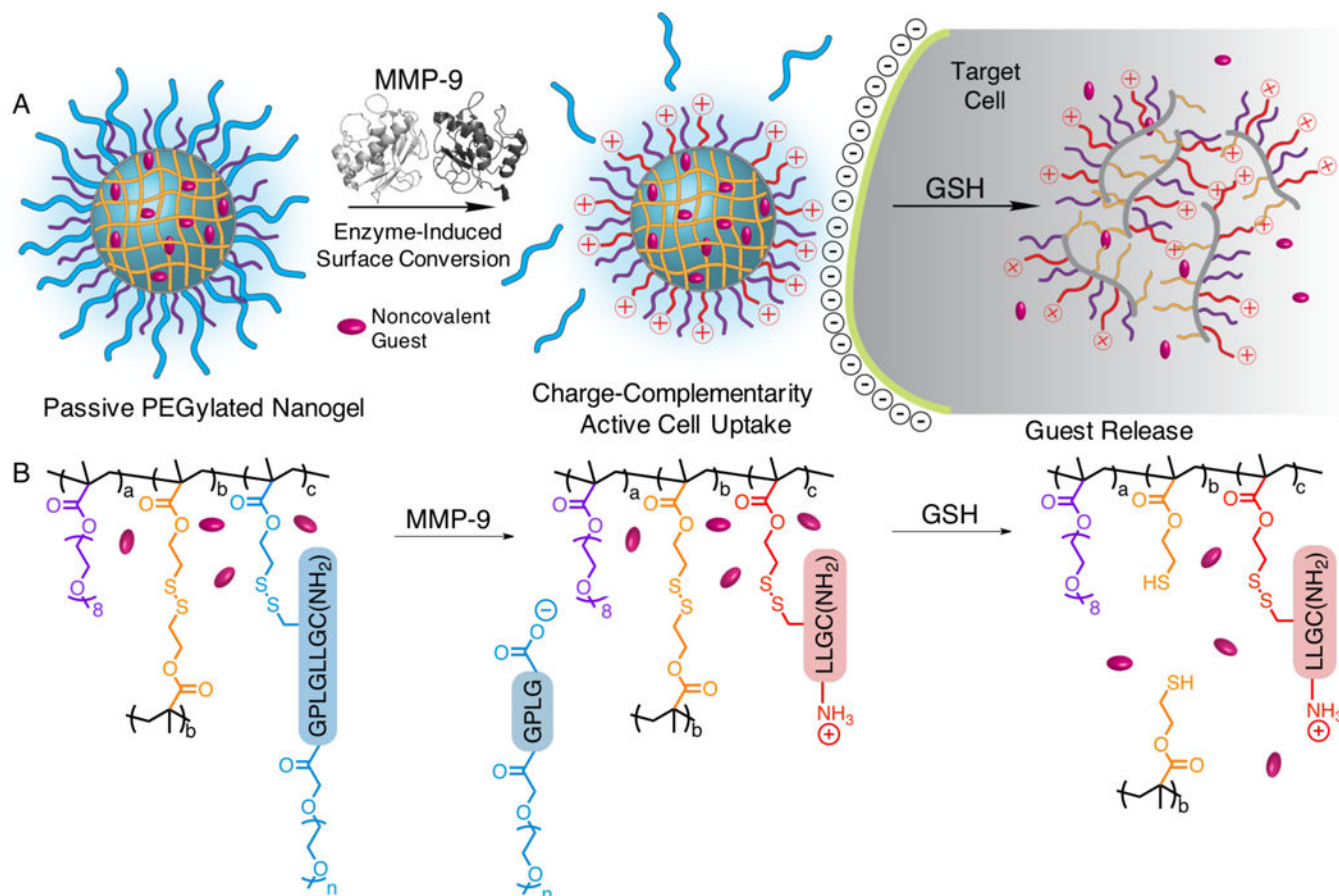 A
MMP-9
Enzyme-Induced
Surface Conversion
Noncovalent
Guest
Target
Cell
GSH
Passive PEGylated Nanogel
Charge-Complementarity
Active Cell Uptake
Guest Release
B
a
b
c
O
O
O
8
O
O
S
S
O
O
b
O
O
S
S
GPLGLLGC(NH2)
O
O
O
n
MMP-9
O
O
GPLG
O
O
O
n
a
b
c
O
O
O
8
O
O
S
S
O
O
b
O
O
S
S
LLGC(NH2)
NH3
GSH
a
b
c
O
O
O
8
O
O
HS
SH
O
O
b
O
O
S
S
LLGC(NH2)
NH3